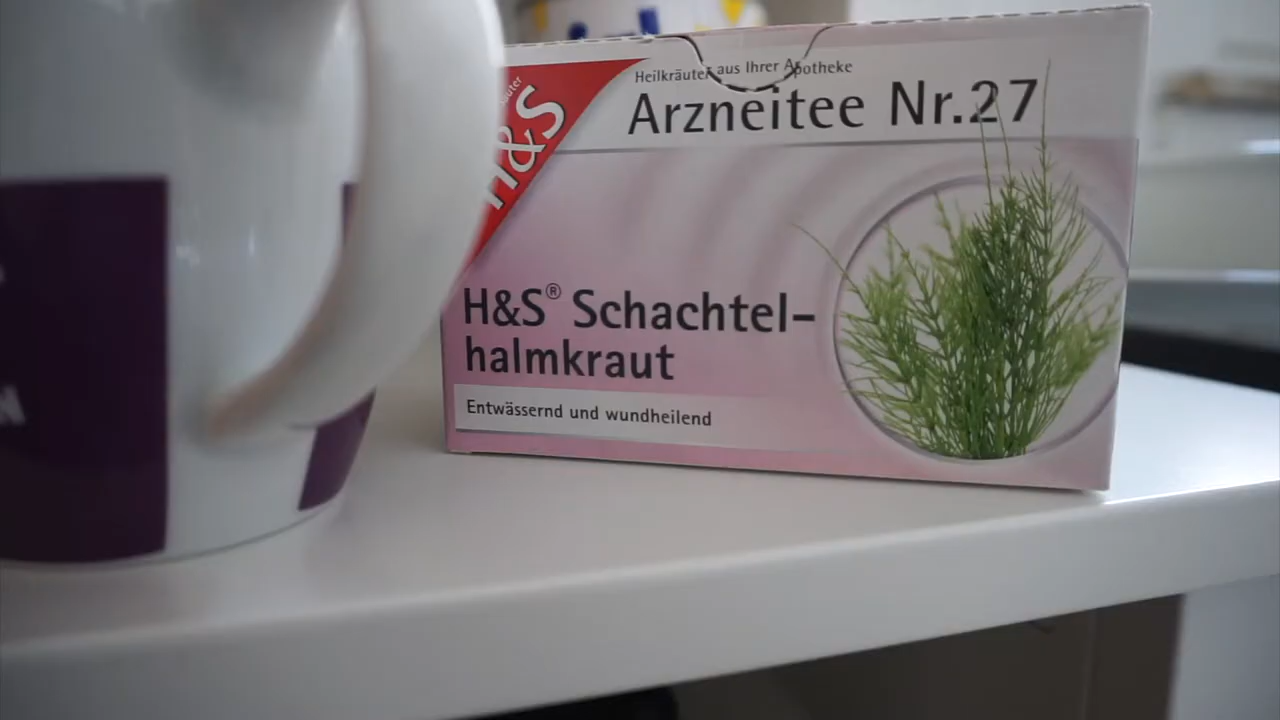 Heilkräuter aus Ihrer Apotheke
Arzneitee Nr.27
H&S
H&S® Schachtel-
halmkraut
Entwässernd und wundheilend